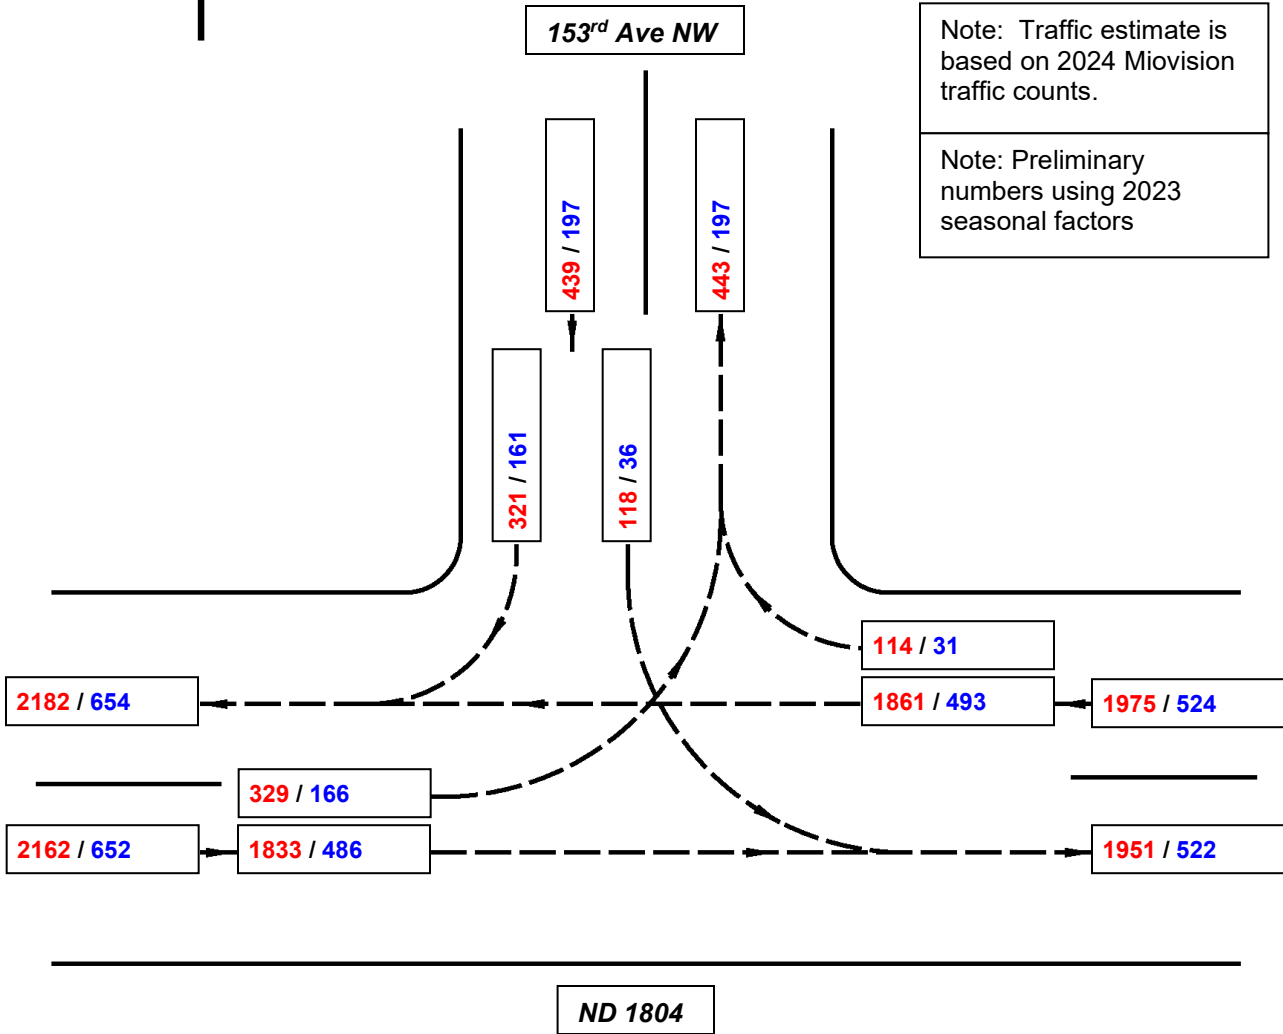 153rd Ave NW
Note: Traffic estimate is
based on 2024 Miovision
traffic counts.
Note: Preliminary
numbers using 2023
seasonal factors
439 / 197
443 / 197
321 / 161
118 / 36
114 / 31
2182 / 654
1861 / 493
1975 / 524
329 / 166
2162 / 652
1833 / 486
1951 / 522
ND 1804